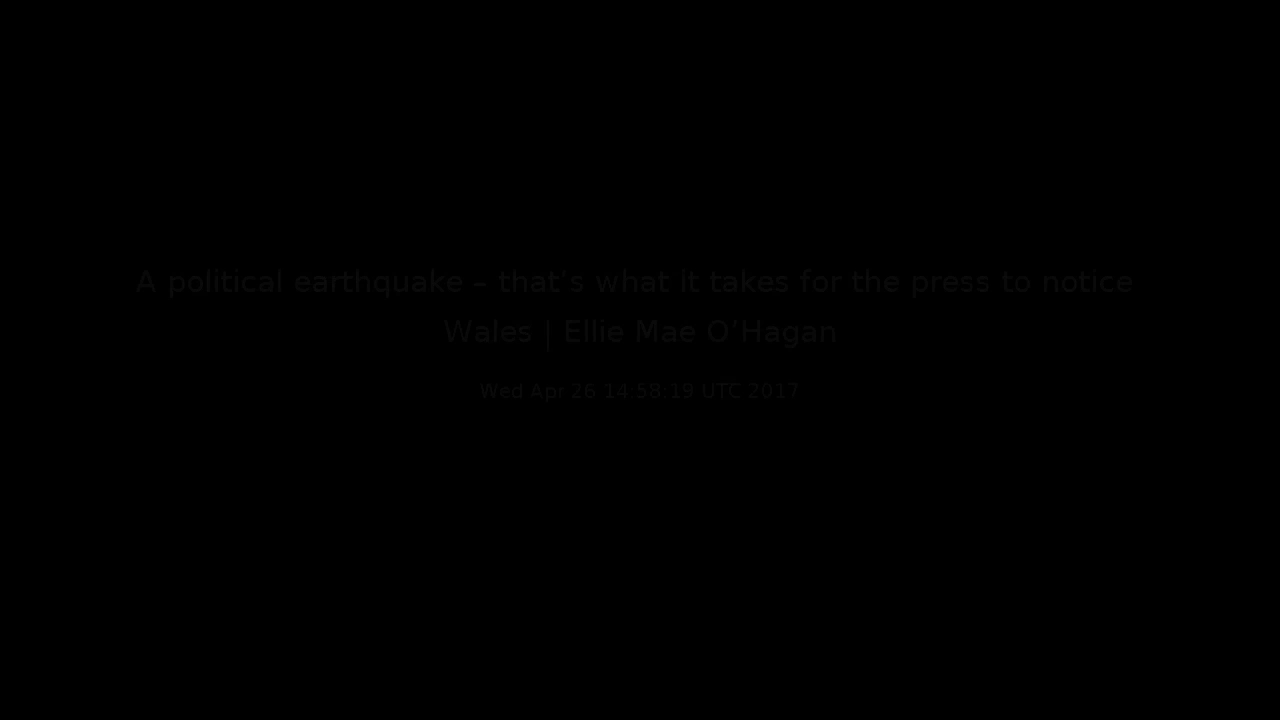 A political earthquake – that's what it takes for the press to notice
Wales | Ellie Mae O’Hagan
Wed Apr 26 14:58:19 UTC 2017